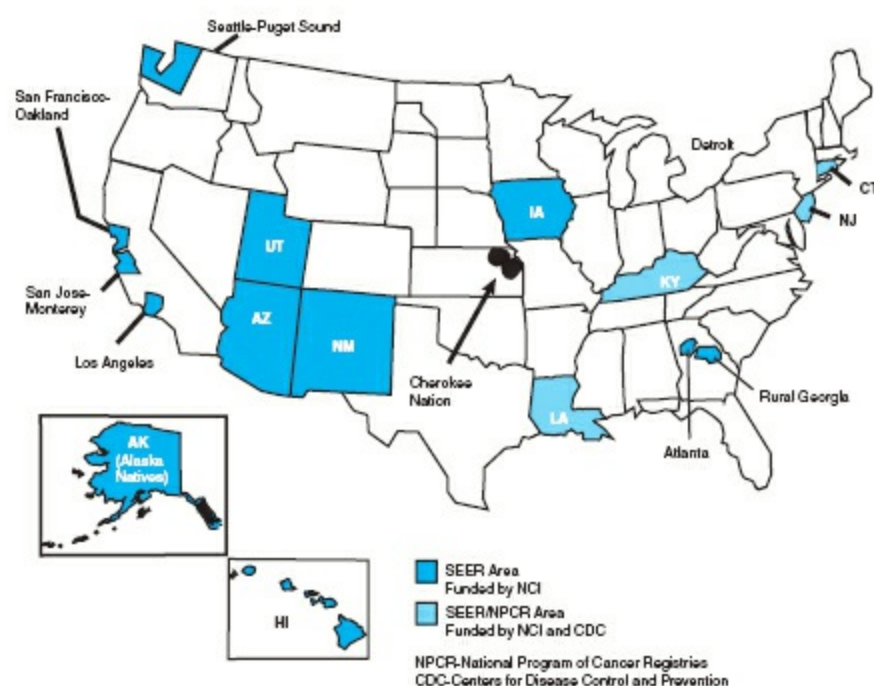 Seattle-Puget Sound
San Francisco-
Oakland
Detroit
CT
NJ
IA
UT
KY
San Jose-
Monterey
AZ
NM
Los Angeles
Cherokee
Nation
Rural Georgia
LA
Atlanta
AK
(Alaska
Natives)
HI
SEER Area
Funded by NCI
SEER/NPCR Area
Funded by NCI and CDC
NPCR-National Program of Cancer Registries
CDC-Centers for Disease Control and Prevention